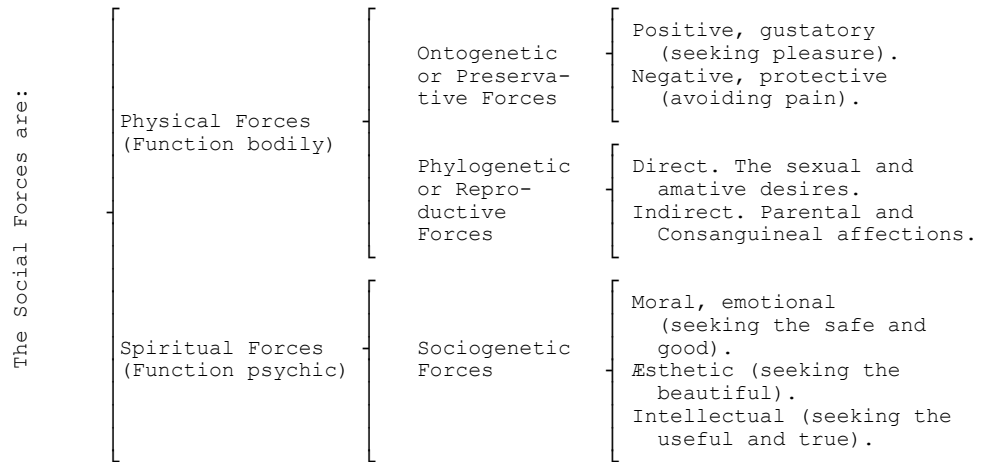 The Social Forces are:
Physical Forces
(Function bodily)
Ontogenetic
or Preserva-
tive Forces
Positive, gustatory
(seeking pleasure).
Negative, protective
(avoiding pain).
Phylogenetic
or Repro-
ductive
Forces
Direct. The sexual and
amative desires.
Indirect. Parental and
Consanguineal affections.
Spiritual Forces
(Function psychic)
Sociogenetic
Forces
Moral, emotional
(seeking the safe and
good).
Æsthetic (seeking the
beautiful).
Intellectual (seeking the
useful and true).